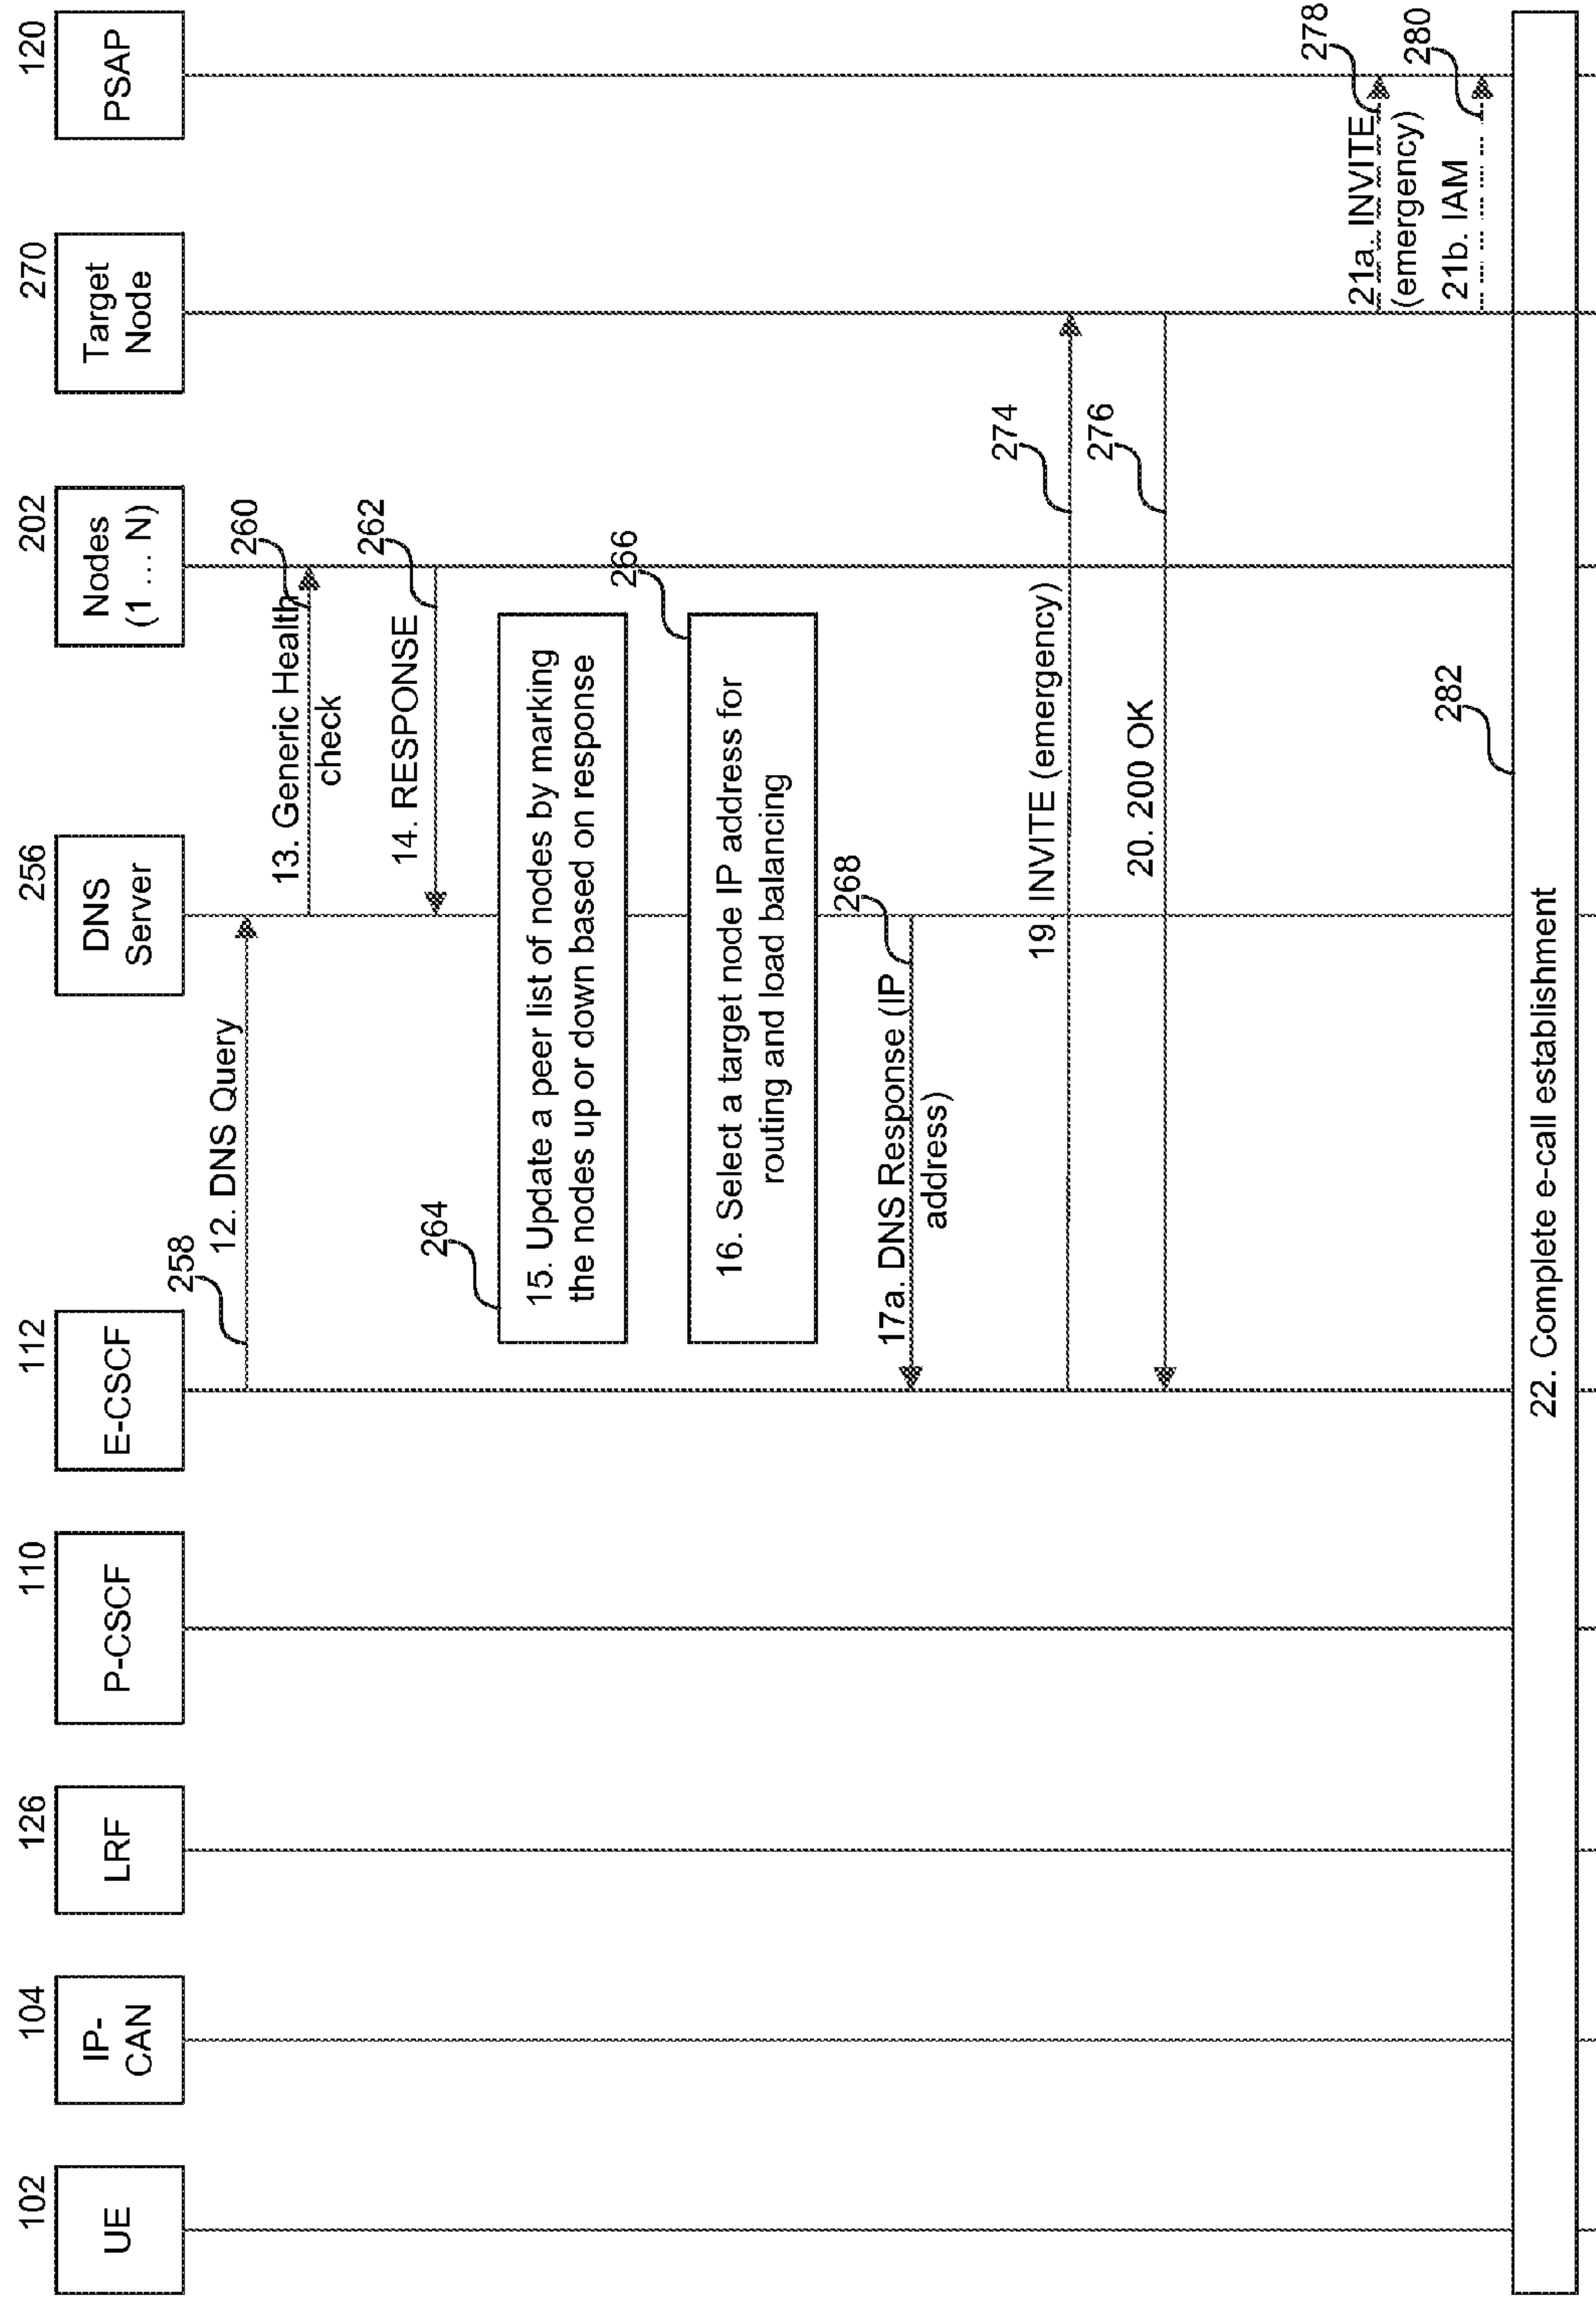 102
104
126
110
112
256
202
270
120
UE
IP-
CAN
LRF
P-CSCF
E-CSCF
DNS
Server
Nodes
(1 ... N)
Target
Node
PSAP
258
12. DNS Query
260
13. Generic Health
check
262
14. RESPONSE
264
15. Update a peer list of nodes by marking
the nodes up or down based on response
266
16. Select a target node IP address for
routing and load balancing
268
17a. DNS Response (IP
address)
274
19. INVITE (emergency)
276
20. 200 OK
278
21a. INVITE
(emergency)
280
21b. IAM
282
22. Complete e-call establishment